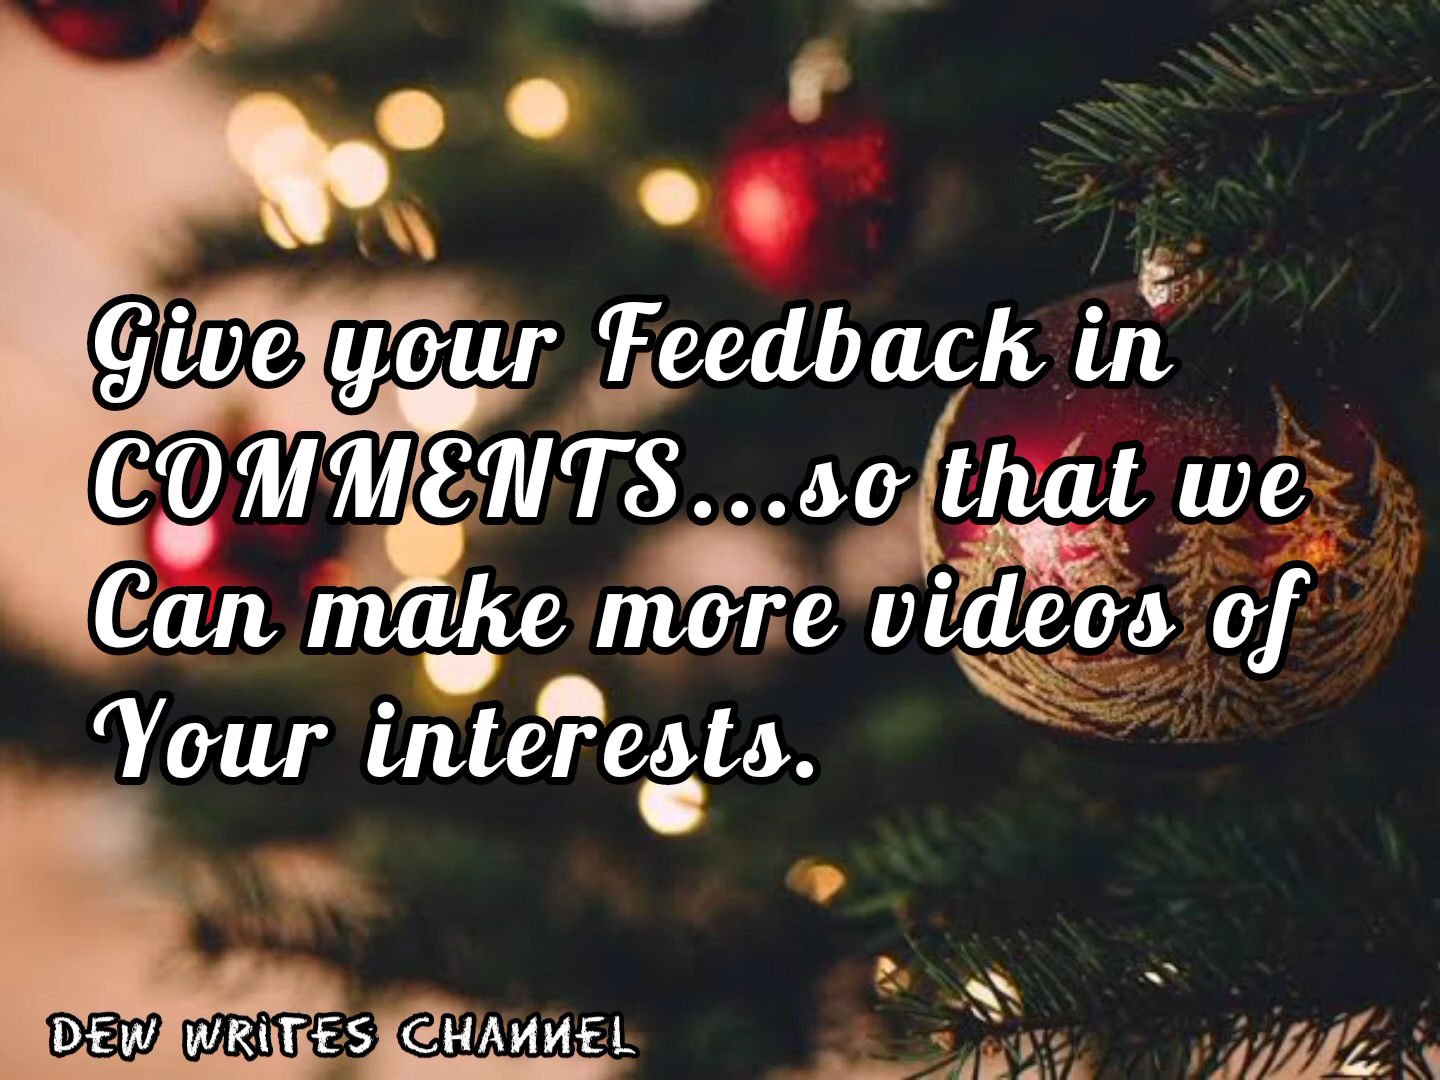 Give your Feedback in
COMMENTS...so that we
Can make more videos of
Your interests.
DEW WRITES CHANNEL